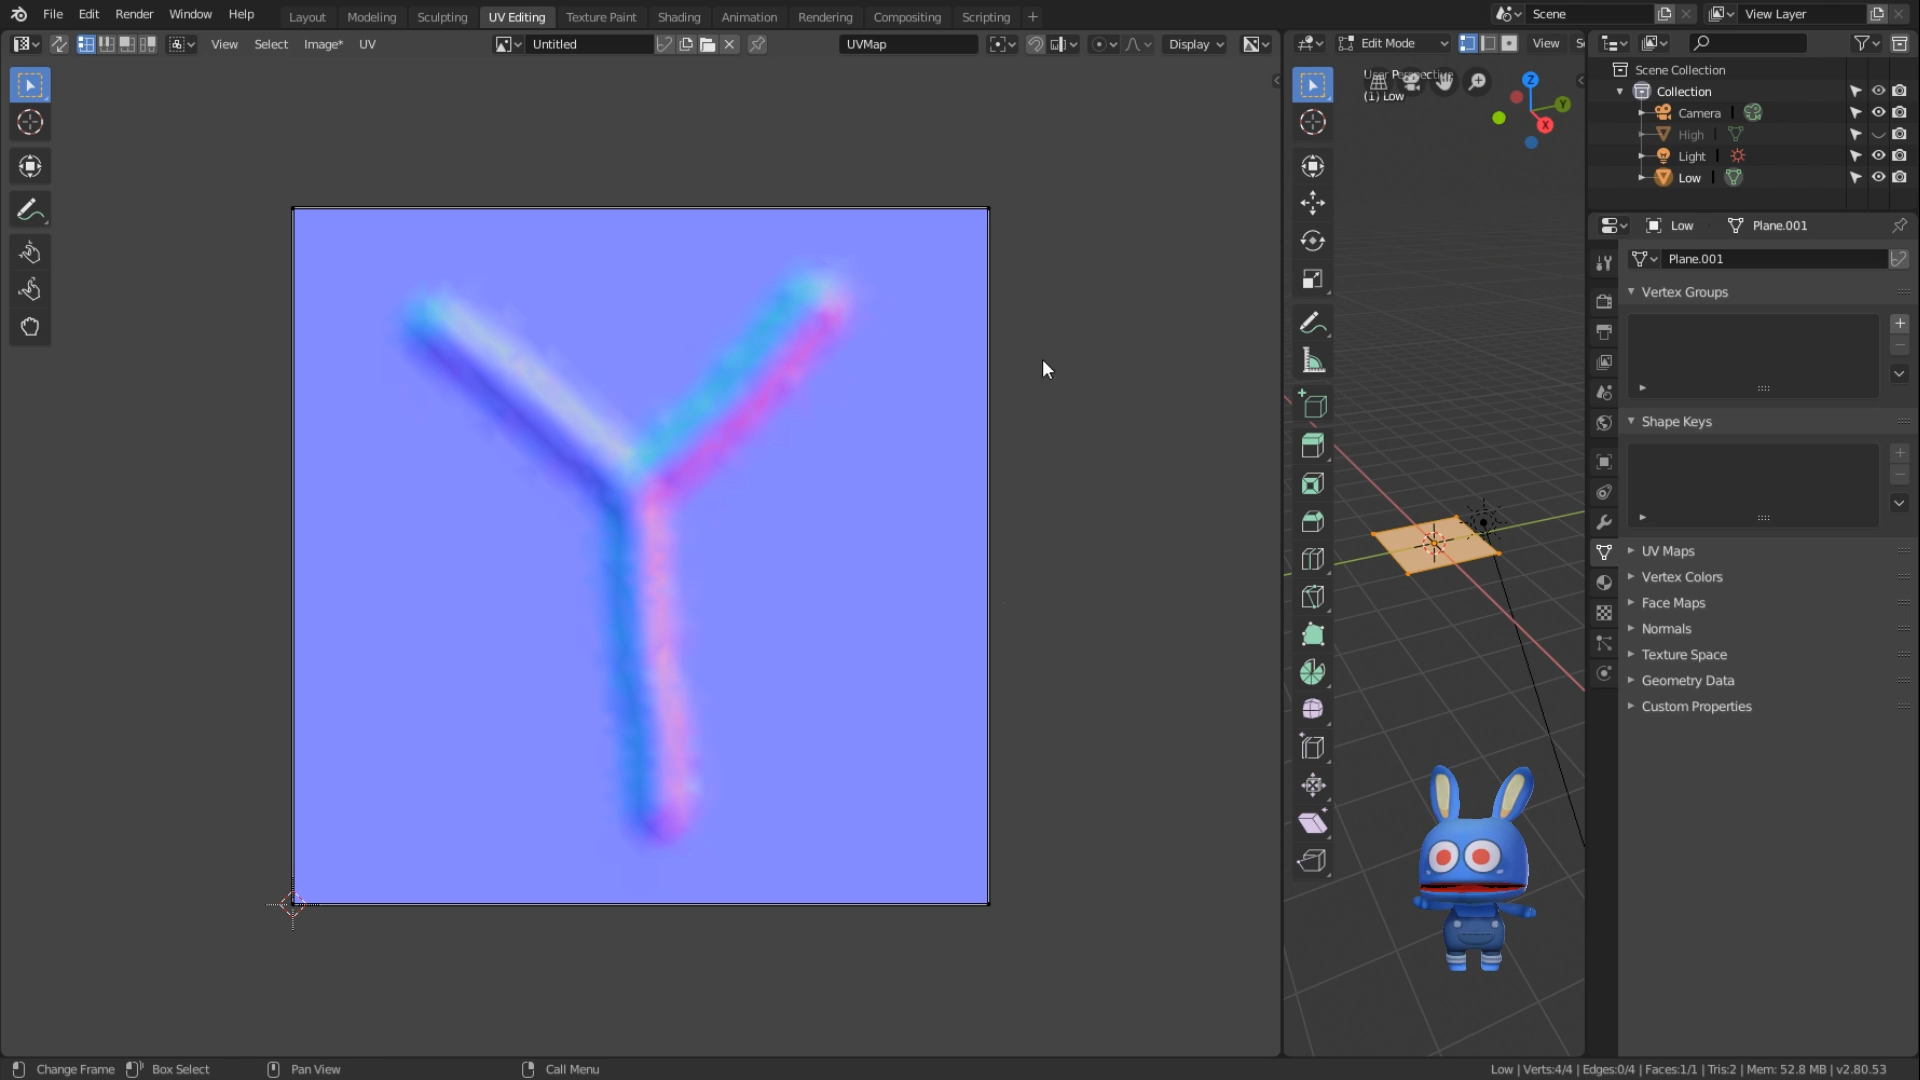 File Edit Render Window Help Layout Modeling Sculpting UV Editing Texture Paint Shading Animation Rendering Compositing Scripting + Scene View Layer
View Select Image* UV Untitled UVMap Display Edit Mode View
User Perspective
(1) Low
Z
Y
X
Scene Collection
Collection
Camera
High
Light
Low
Low Plane.001
Plane.001
Vertex Groups
Shape Keys
UV Maps
Vertex Colors
Face Maps
Normals
Texture Space
Geometry Data
Custom Properties
Change Frame Box Select Pan View Call Menu Low | Verts:4/4 | Edges:0/4 | Faces:1/1 | Tris:2 | Mem: 52.8 MB | v2.80.53